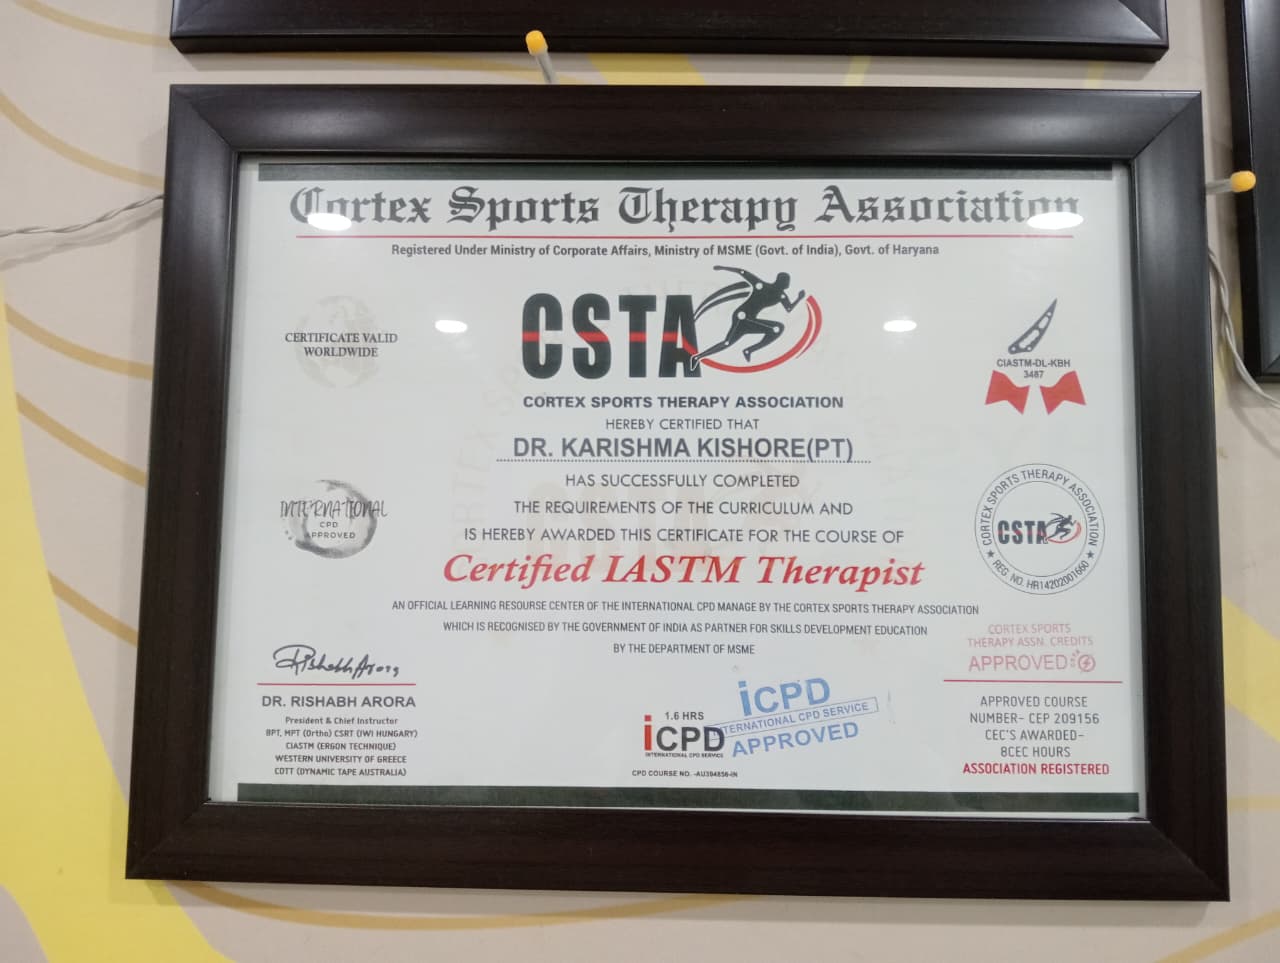 Cortex Sports Therapy Association
Registered Under Ministry of Corporate Affairs, Ministry of MSME (Govt. of India), Govt. of Haryana
CERTIFICATE VALID
WORLDWIDE
CSTA
CIASTM-DL-KBH
3487
CORTEX SPORTS THERAPY ASSOCIATION
HEREBY CERTIFIED THAT
DR. KARISHMA KISHORE(PT)
HAS SUCCESSFULLY COMPLETED
THE REQUIREMENTS OF THE CURRICULUM AND
IS HEREBY AWARDED THIS CERTIFICATE FOR THE COURSE OF
Certified IASTM Therapist
INTERNATIONAL
CPD
APPROVED
CORTEX SPORTS THERAPY ASSOCIATION
CSTA
REG NO. HR14202001660
AN OFFICIAL LEARNING RESOURSE CENTER OF THE INTERNATIONAL CPD MANAGE BY THE CORTEX SPORTS THERAPY ASSOCIATION
WHICH IS RECOGNISED BY THE GOVERNMENT OF INDIA AS PARTNER FOR SKILLS DEVELOPMENT EDUCATION
BY THE DEPARTMENT OF MSME
CORTEX SPORTS
THERAPY ASSN. CREDITS
APPROVED
Rishabh Arora
DR. RISHABH ARORA
President & Chief Instructor
BPT, MPT (Ortho) CSRT (IWI HUNGARY)
CIASTM (ERGON TECHNIQUE)
WESTERN UNIVERSITY OF GREECE
CDTT (DYNAMIC TAPE AUSTRALIA)
1.6 HRS
iCPD
INTERNATIONAL CPD SERVICE
CPD COURSE NO. -AU394856-IN
iCPD
INTERNATIONAL CPD SERVICE
APPROVED
APPROVED COURSE
NUMBER- CEP 209156
CEC'S AWARDED-
8CEC HOURS
ASSOCIATION REGISTERED